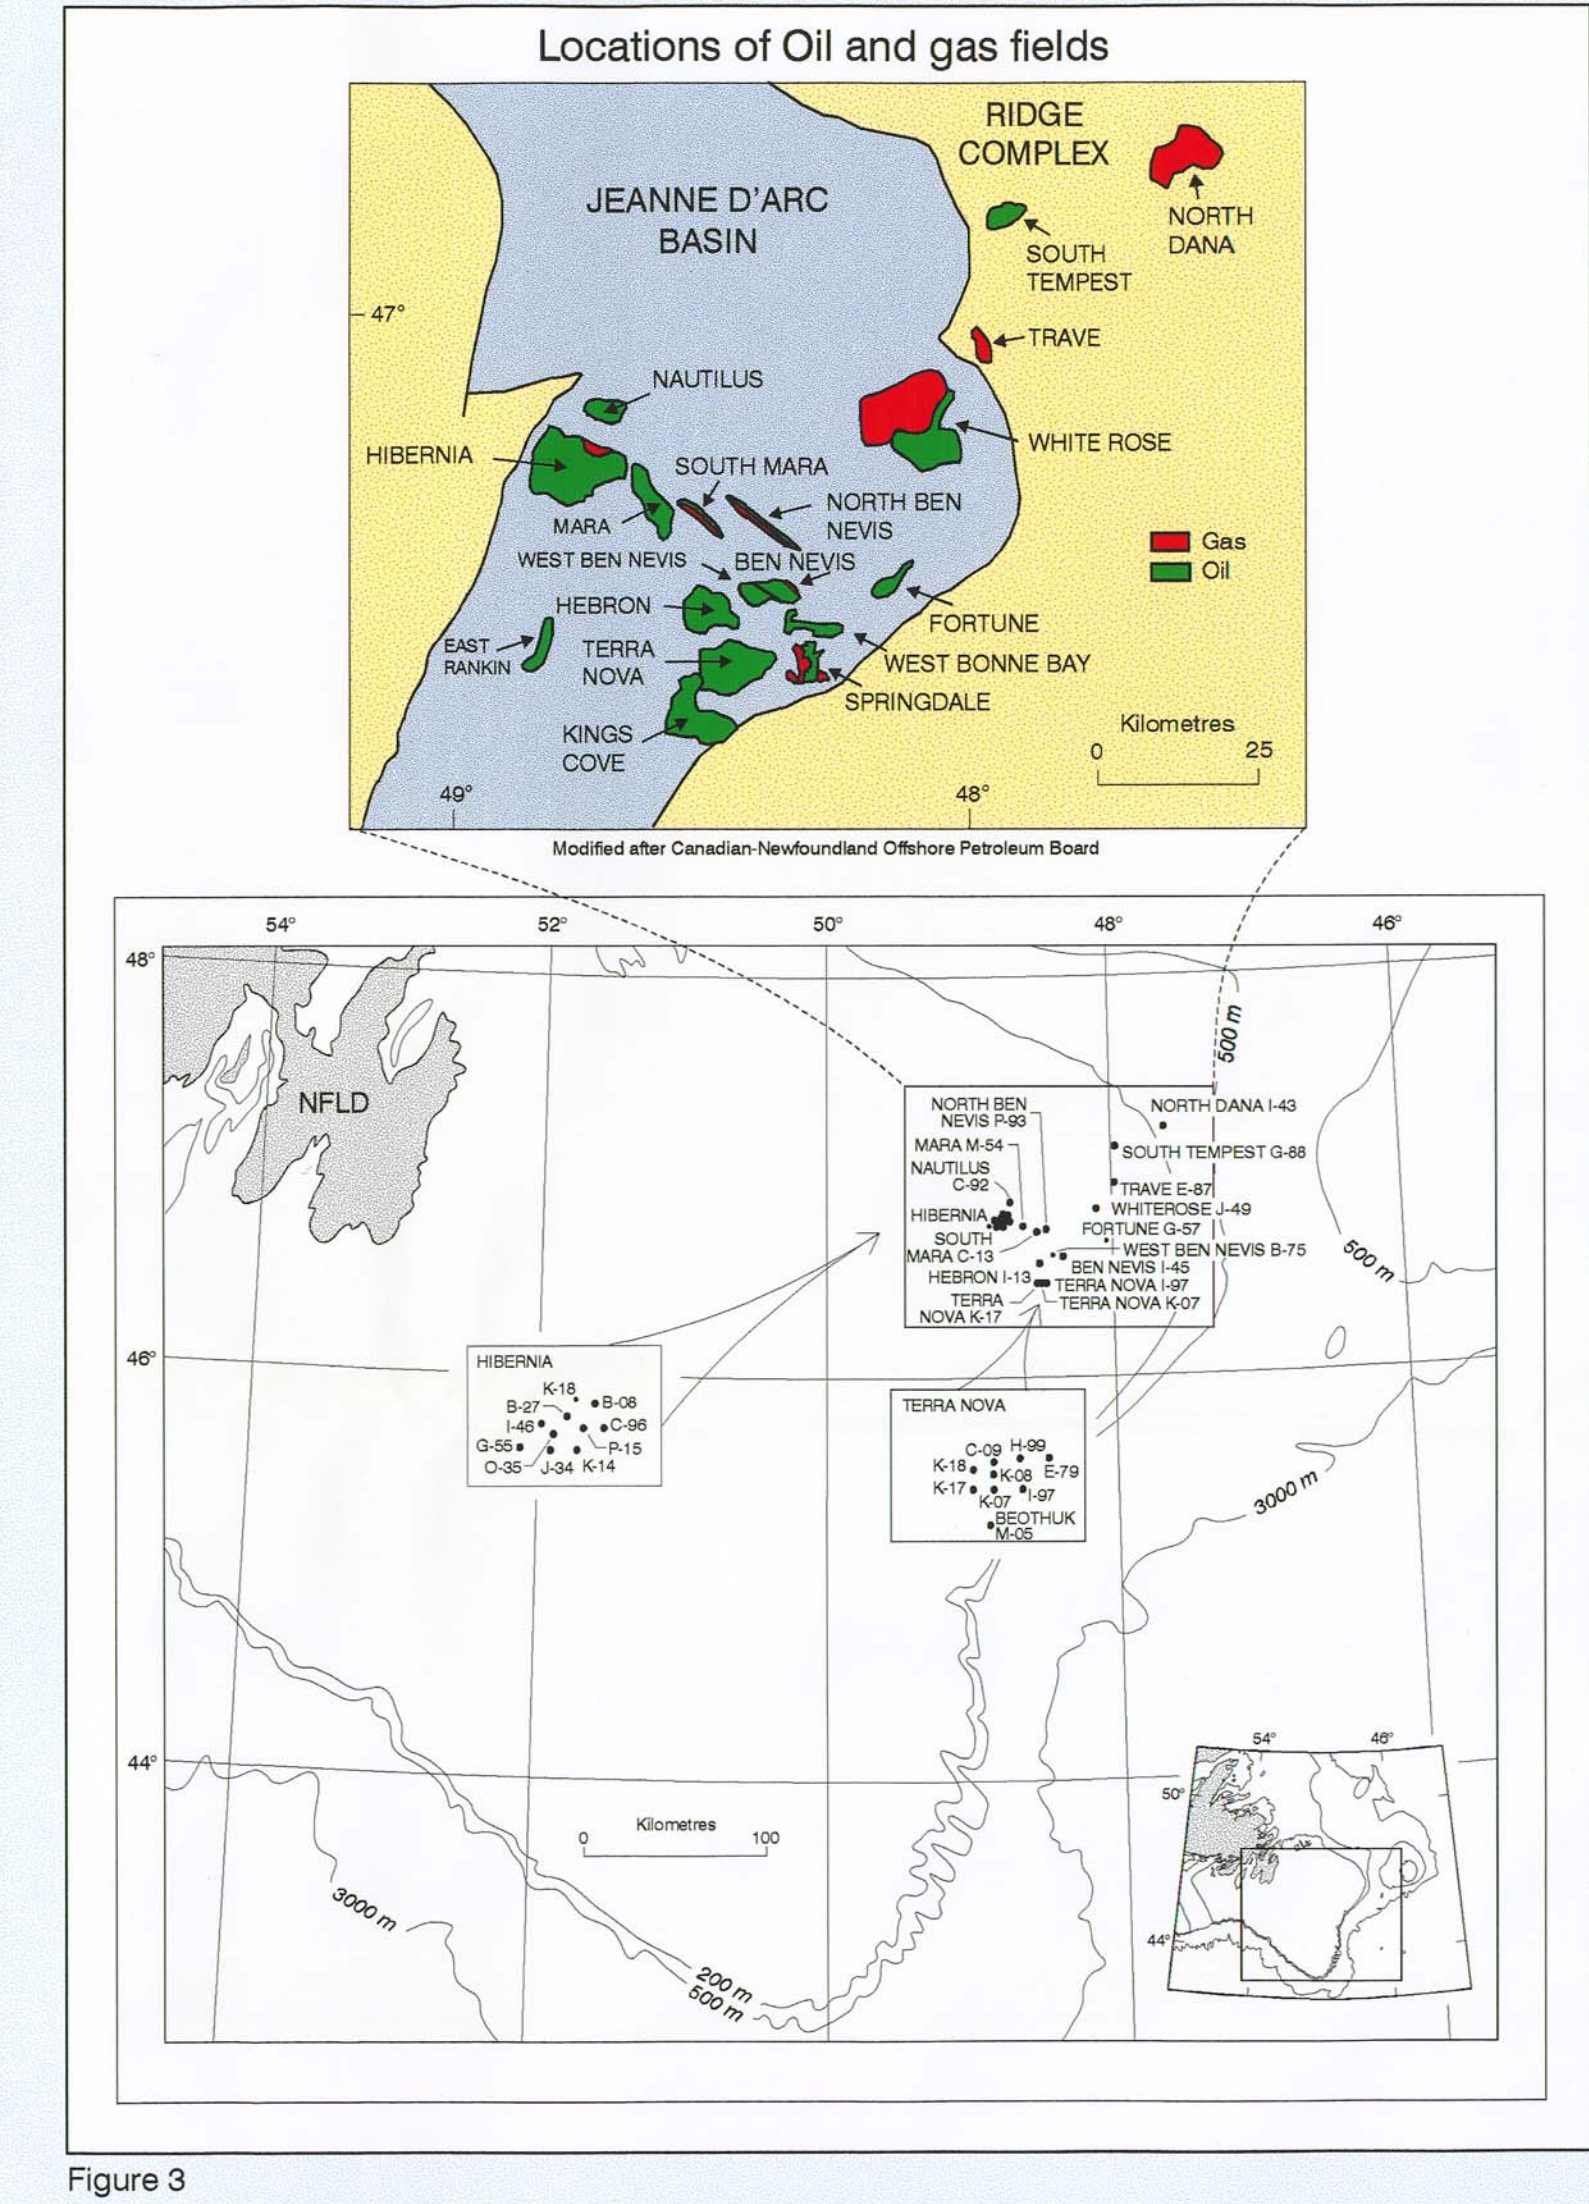 Locations of Oil and gas fields
RIDGE
COMPLEX
JEANNE D'ARC
BASIN
NORTH
DANA
SOUTH
TEMPEST
47°
TRAVE
NAUTILUS
HIBERNIA
WHITE ROSE
SOUTH MARA
MARA
NORTH BEN
NEVIS
WEST BEN NEVIS
BEN NEVIS
Gas
Oil
HEBRON
FORTUNE
EAST
RANKIN
TERRA
NOVA
WEST BONNE BAY
SPRINGDALE
KINGS
COVE
Kilometres
0 25
49° 48°
Modified after Canadian-Newfoundland Offshore Petroleum Board
54° 52° 50° 48° 46°
48°
500 m
NFLD
NORTH BEN
NEVIS P-93
NORTH DANA I-43
MARA M-54
SOUTH TEMPEST G-88
NAUTILUS
C-92
TRAVE E-87
WHITEROSE J-49
HIBERNIA
FORTUNE G-57
SOUTH
MARA C-13
WEST BEN NEVIS B-75
BEN NEVIS I-45
HEBRON I-13
TERRA NOVA I-97
TERRA
NOVA K-17
TERRA NOVA K-07
500 m
46°
HIBERNIA
K-18
B-08
B-27
I-46
C-96
G-55
P-15
O-35
J-34
K-14
TERRA NOVA
C-09
H-99
K-18
K-08
E-79
K-17
K-07
I-97
BEOTHUK
M-05
3000 m
44°
Kilometres
0 100
3000 m
200 m
500 m
54° 46°
50°
44°
Figure 3